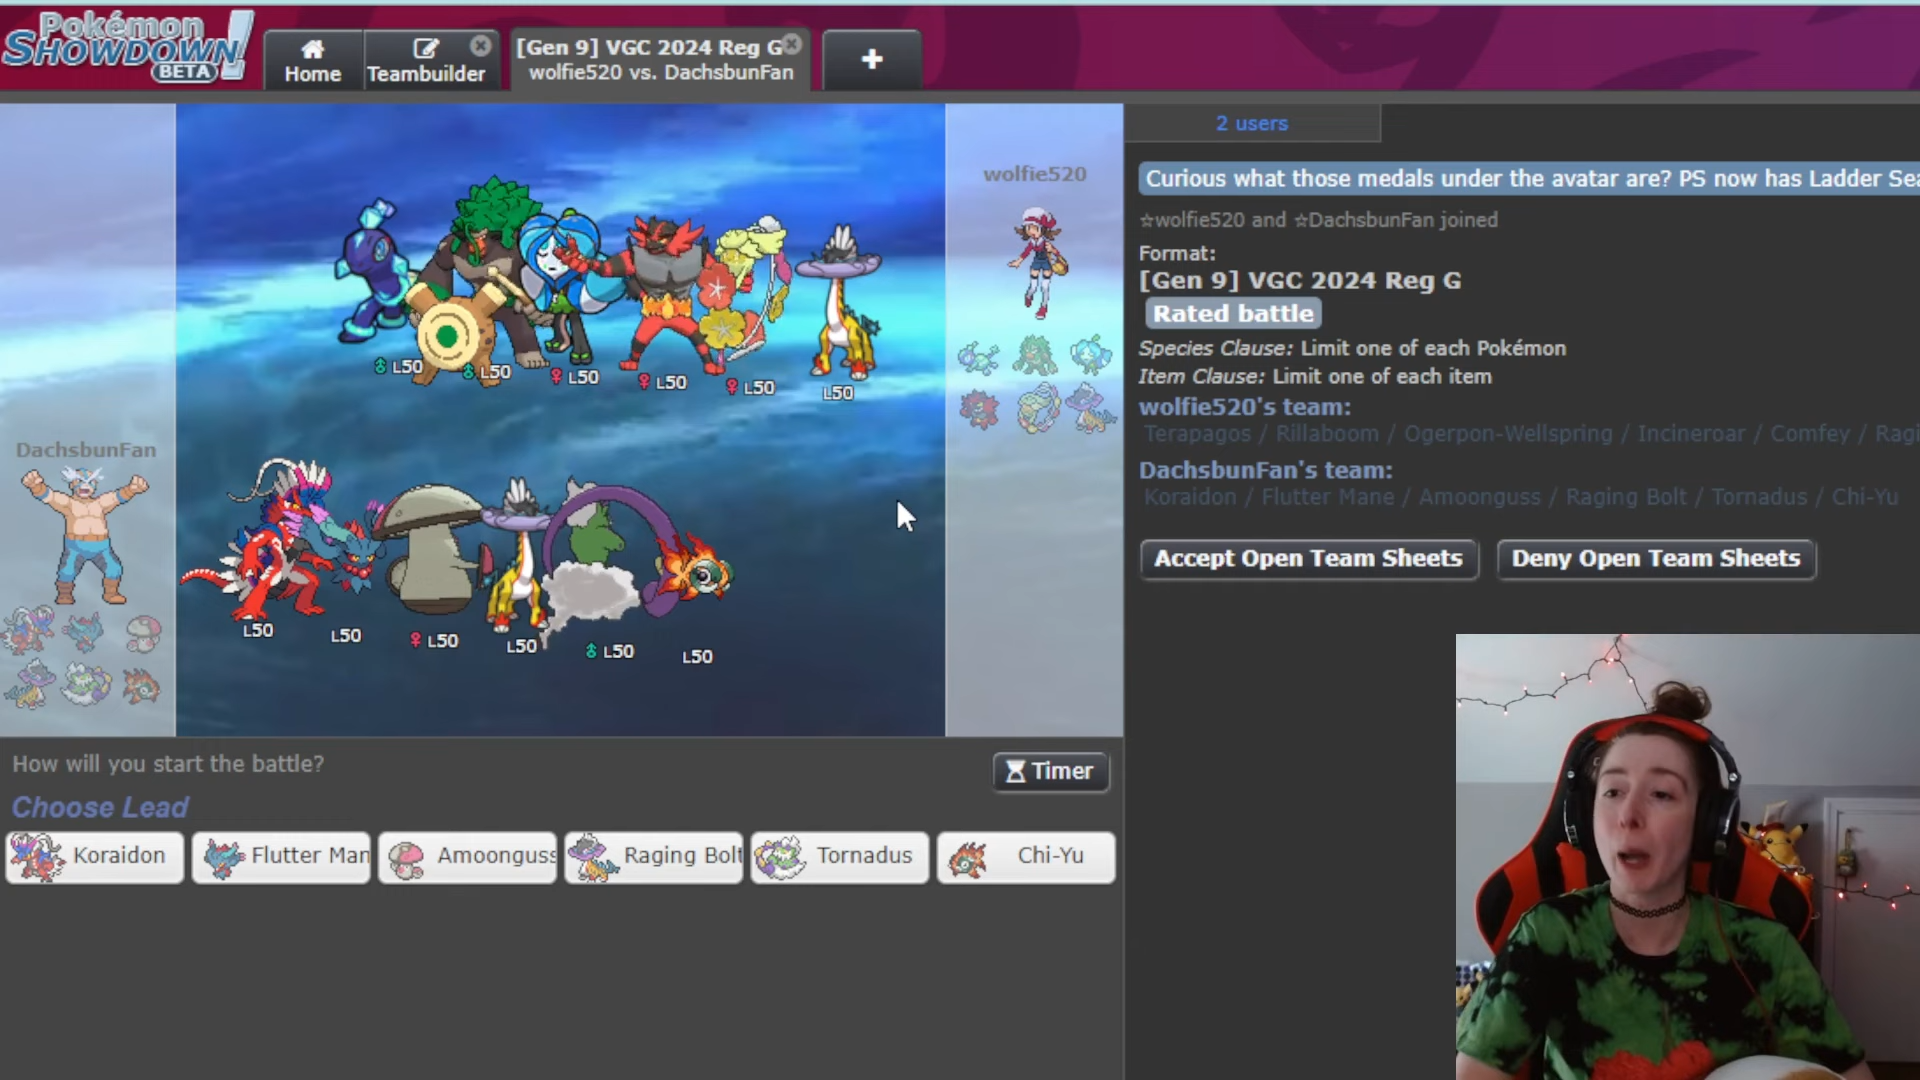 Pokémon
SHOWDOWN!
BETA
Home
Teambuilder
[Gen 9] VGC 2024 Reg G
wolfie520 vs. DachsbunFan
+
2 users
wolfie520
Curious what those medals under the avatar are? PS now has Ladder Sea
☆wolfie520 and ☆DachsbunFan joined
Format:
[Gen 9] VGC 2024 Reg G
Rated battle
Species Clause: Limit one of each Pokémon
Item Clause: Limit one of each item
wolfie520's team:
Terapagos / Rillaboom / Ogerpon-Wellspring / Incineroar / Comfey / Ragi
DachsbunFan's team:
Koraidon / Flutter Mane / Amoonguss / Raging Bolt / Tornadus / Chi-Yu
Accept Open Team Sheets
Deny Open Team Sheets
♂ L50
♂ L50
♀ L50
♀ L50
♀ L50
L50
DachsbunFan
L50
L50
♀ L50
L50
♂ L50
L50
How will you start the battle?
Timer
Choose Lead
Koraidon
Flutter Man
Amoonguss
Raging Bolt
Tornadus
Chi-Yu